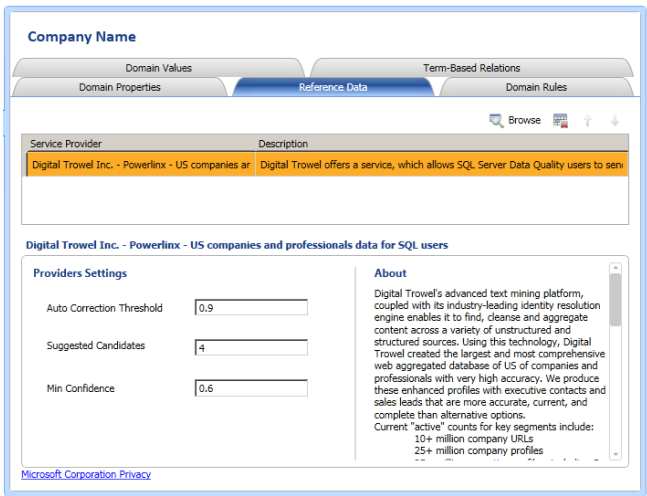 Company Name
Domain Values
Term-Based Relations
Domain Properties
Reference Data
Domain Rules
Browse
Service Provider
Description
Digital Trowel Inc. - Powerlinx - US companies ar
Digital Trowel offers a service, which allows SQL Server Data Quality users to sen
Digital Trowel Inc. - Powerlinx - US companies and professionals data for SQL users
Providers Settings
Auto Correction Threshold
0.9
Suggested Candidates
4
Min Confidence
0.6
About
Digital Trowel's advanced text mining platform,
coupled with its industry-leading identity resolution
engine enables it to find, cleanse and aggregate
content across a variety of unstructured and
structured sources. Using this technology, Digital
Trowel created the largest and most comprehensive
web aggregated database of US of companies and
professionals with very high accuracy. We produce
these enhanced profiles with executive contacts and
sales leads that are more accurate, current, and
complete than alternative options.
Current "active" counts for key segments include:
10+ million company URLs
25+ million company profiles
Microsoft Corporation Privacy